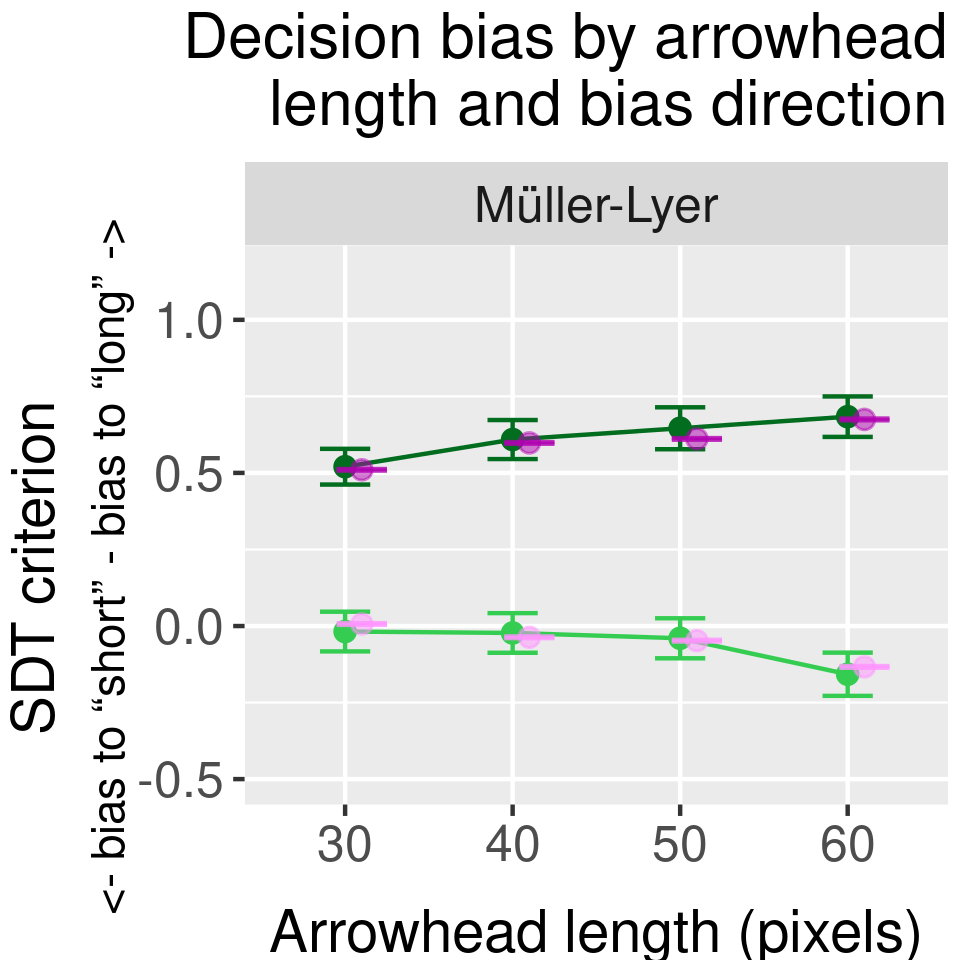 Decision bias by arrowhead
length and bias direction
Müller-Lyer
SDT criterion
<- bias to “short” - bias to “long” ->
1.0
0.5
0.0
-0.5
30 40 50 60
Arrowhead length (pixels)